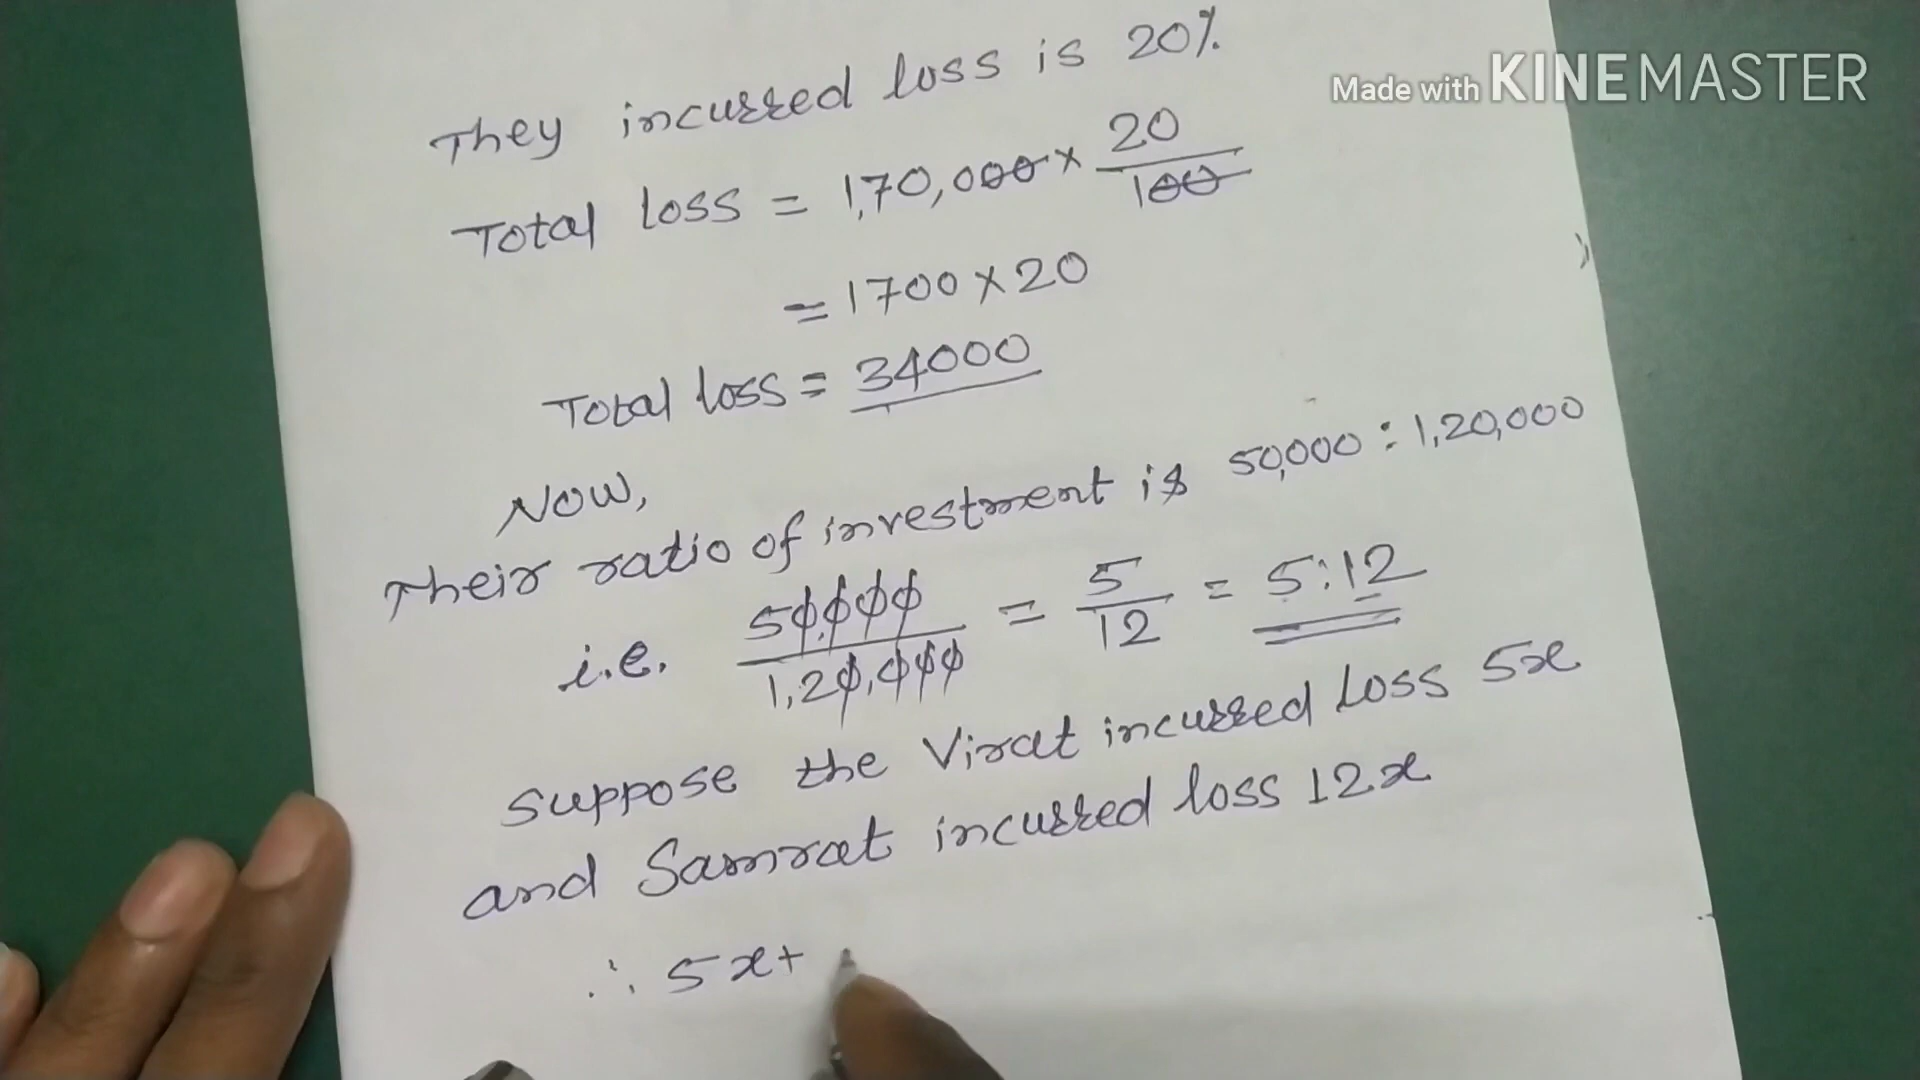 Made with KINEMASTER
They incurred loss is 20%
Total loss = 1,70,000 × 20/100
= 1700 × 20
Total loss = 34000
Now,
Their ratio of investment is 50,000 : 1,20,000
i.e. 50,000/1,20,000 = 5/12 = 5:12
suppose the Virat incurred Loss 5x
and Samrat incurred loss 12x
∴ 5x+